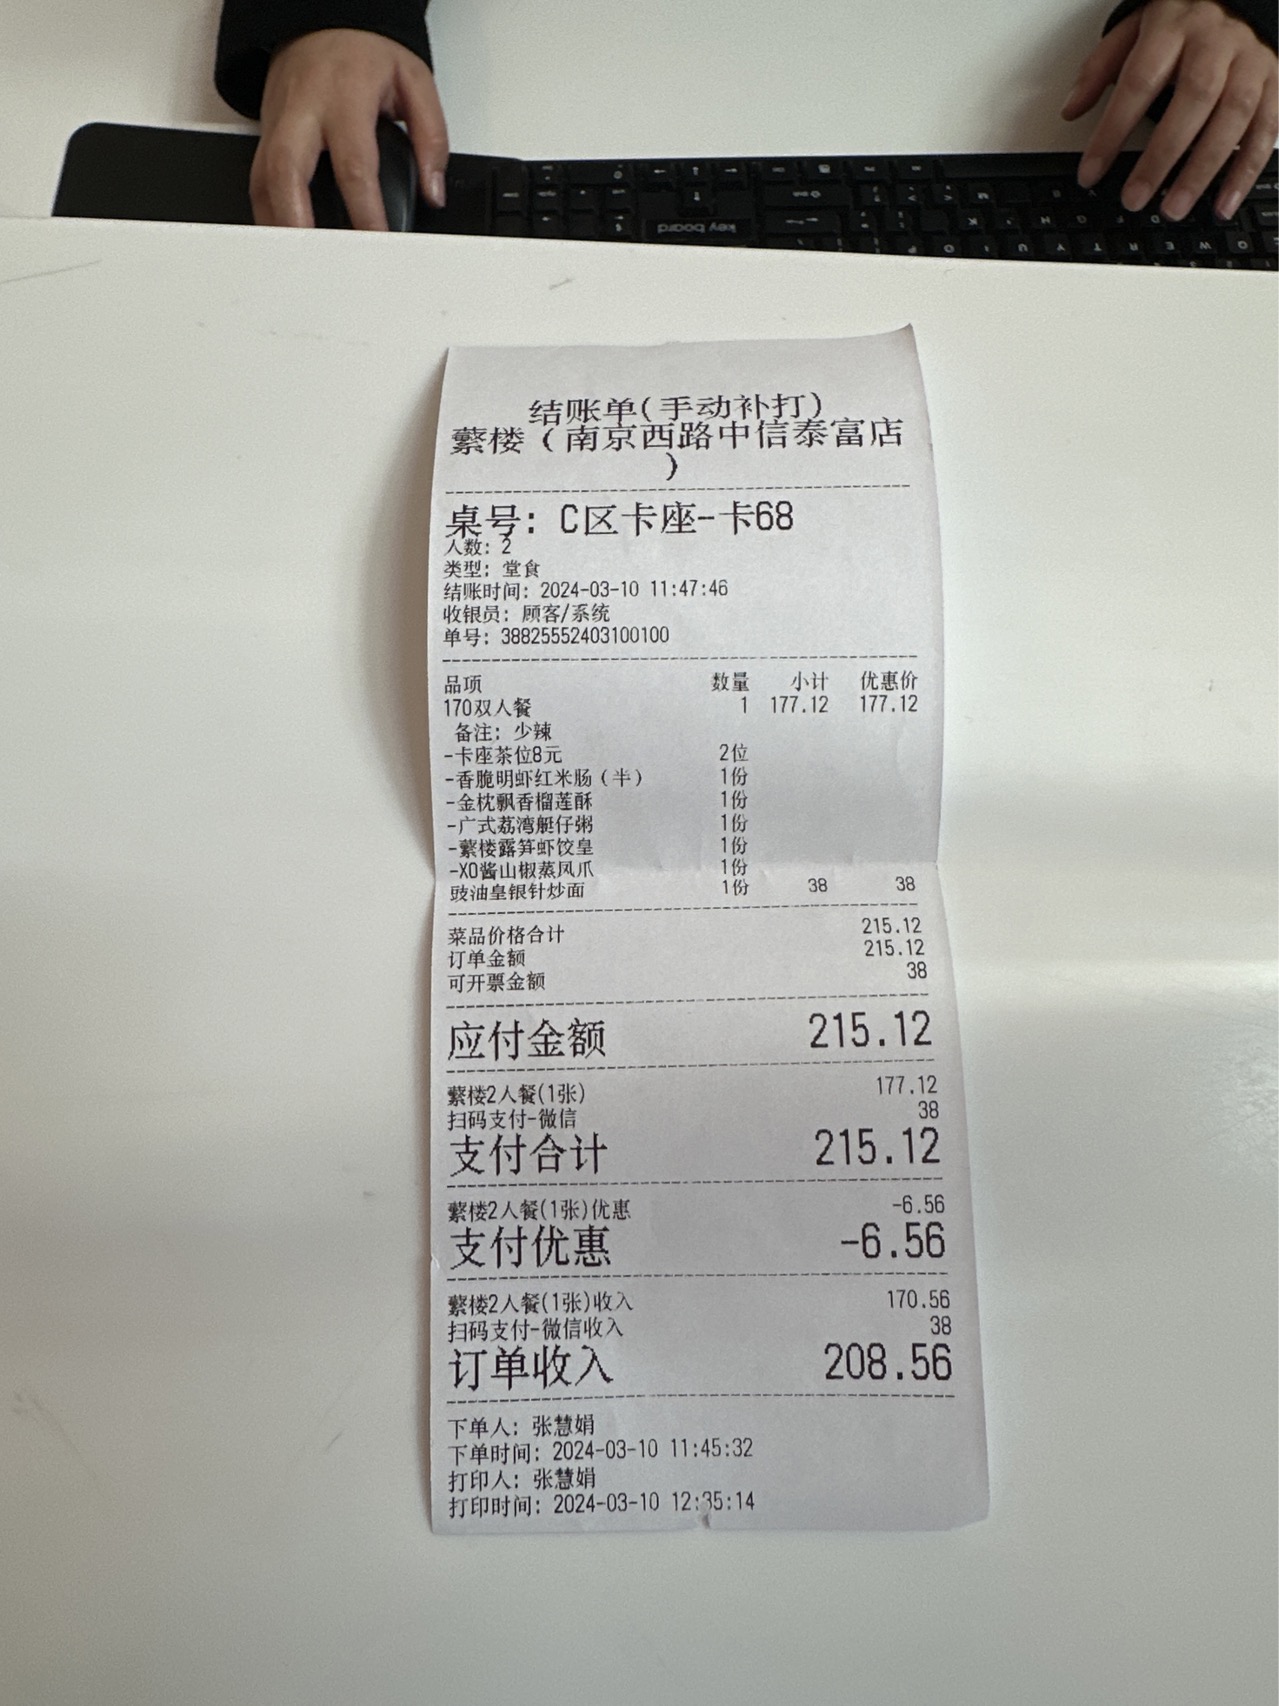 结账单(手动补打)
蘩楼（南京西路中信泰富店
）
桌号: C区卡座-卡68
人数: 2
类型: 堂食
结账时间: 2024-03-10 11:47:46
收银员: 顾客/系统
单号: 38825552403100100
品项 数量 小计 优惠价
170双人餐 1 177.12 177.12
备注: 少辣
-卡座茶位8元 2位
-香脆明虾红米肠（半） 1份
-金枕飘香榴莲酥 1份
-广式荔湾艇仔粥 1份
-蘩楼露笋虾饺皇 1份
-XO酱山椒蒸凤爪 1份
豉油皇银针炒面 1份 38 38
菜品价格合计 215.12
订单金额 215.12
可开票金额 38
应付金额 215.12
蘩楼2人餐(1张) 177.12
扫码支付-微信 38
支付合计 215.12
蘩楼2人餐(1张)优惠 -6.56
支付优惠 -6.56
蘩楼2人餐(1张)收入 170.56
扫码支付-微信收入 38
订单收入 208.56
下单人: 张慧娟
下单时间: 2024-03-10 11:45:32
打印人: 张慧娟
打印时间: 2024-03-10 12:35:14
key board